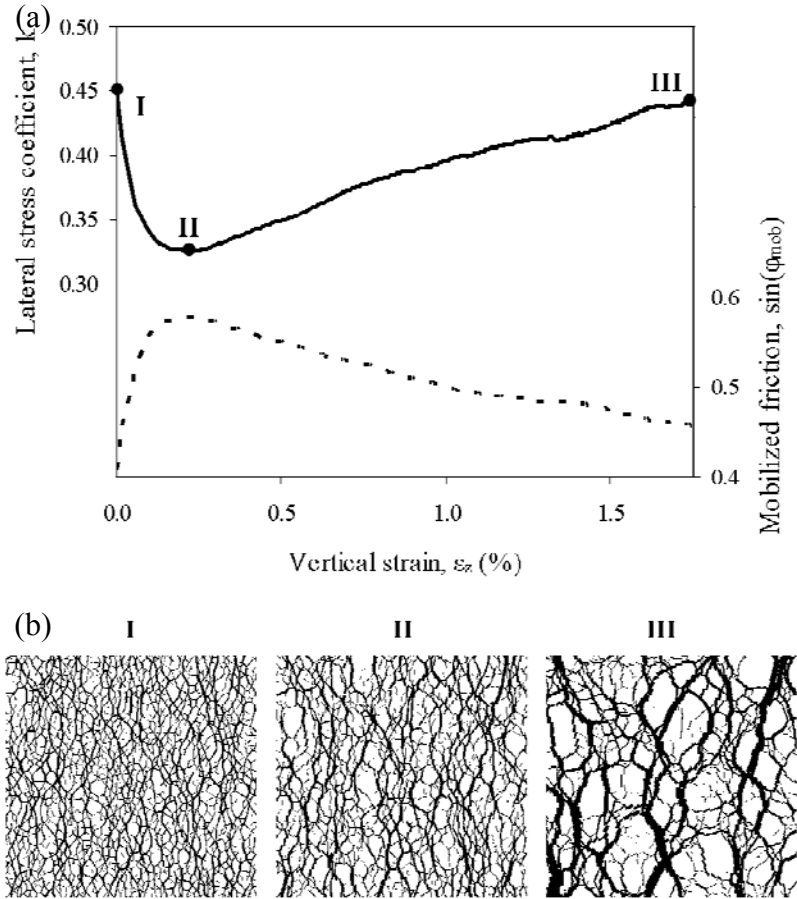 (a)
Lateral stress coefficient, k
0.50
0.45
0.40
0.35
0.30
I
II
III
0.6
0.5
0.4
Mobilized friction, sin(φmob)
0.0
0.5
1.0
1.5
Vertical strain, εz (%)
(b)
I
II
III